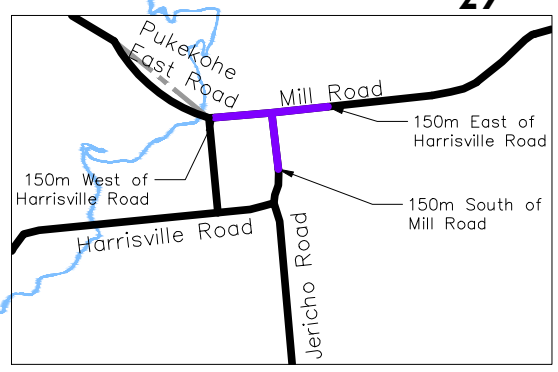 Pukekohe
East Road
Mill Road
150m East of
Harrisville Road
150m West of
Harrisville Road
150m South of
Mill Road
Harrisville Road
Jericho Road